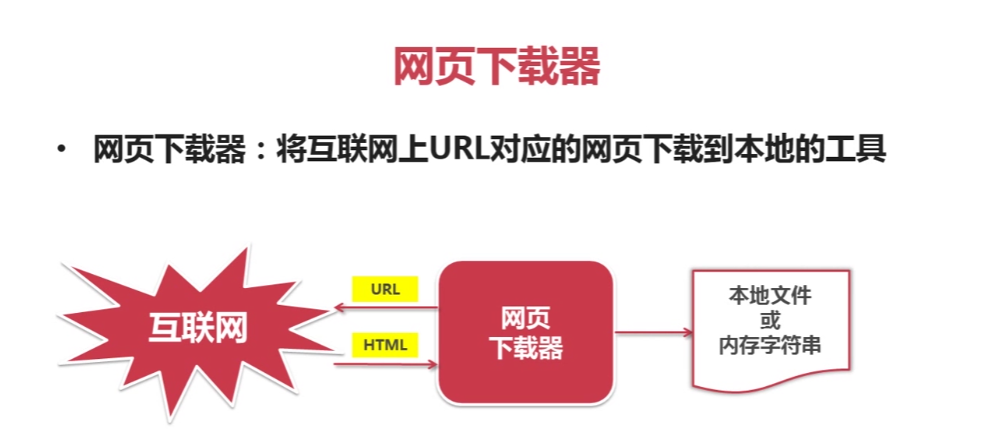 网页下载器
• 网页下载器：将互联网上URL对应的网页下载到本地的工具
互联网
URL
HTML
网页
下载器
本地文件
或
内存字符串